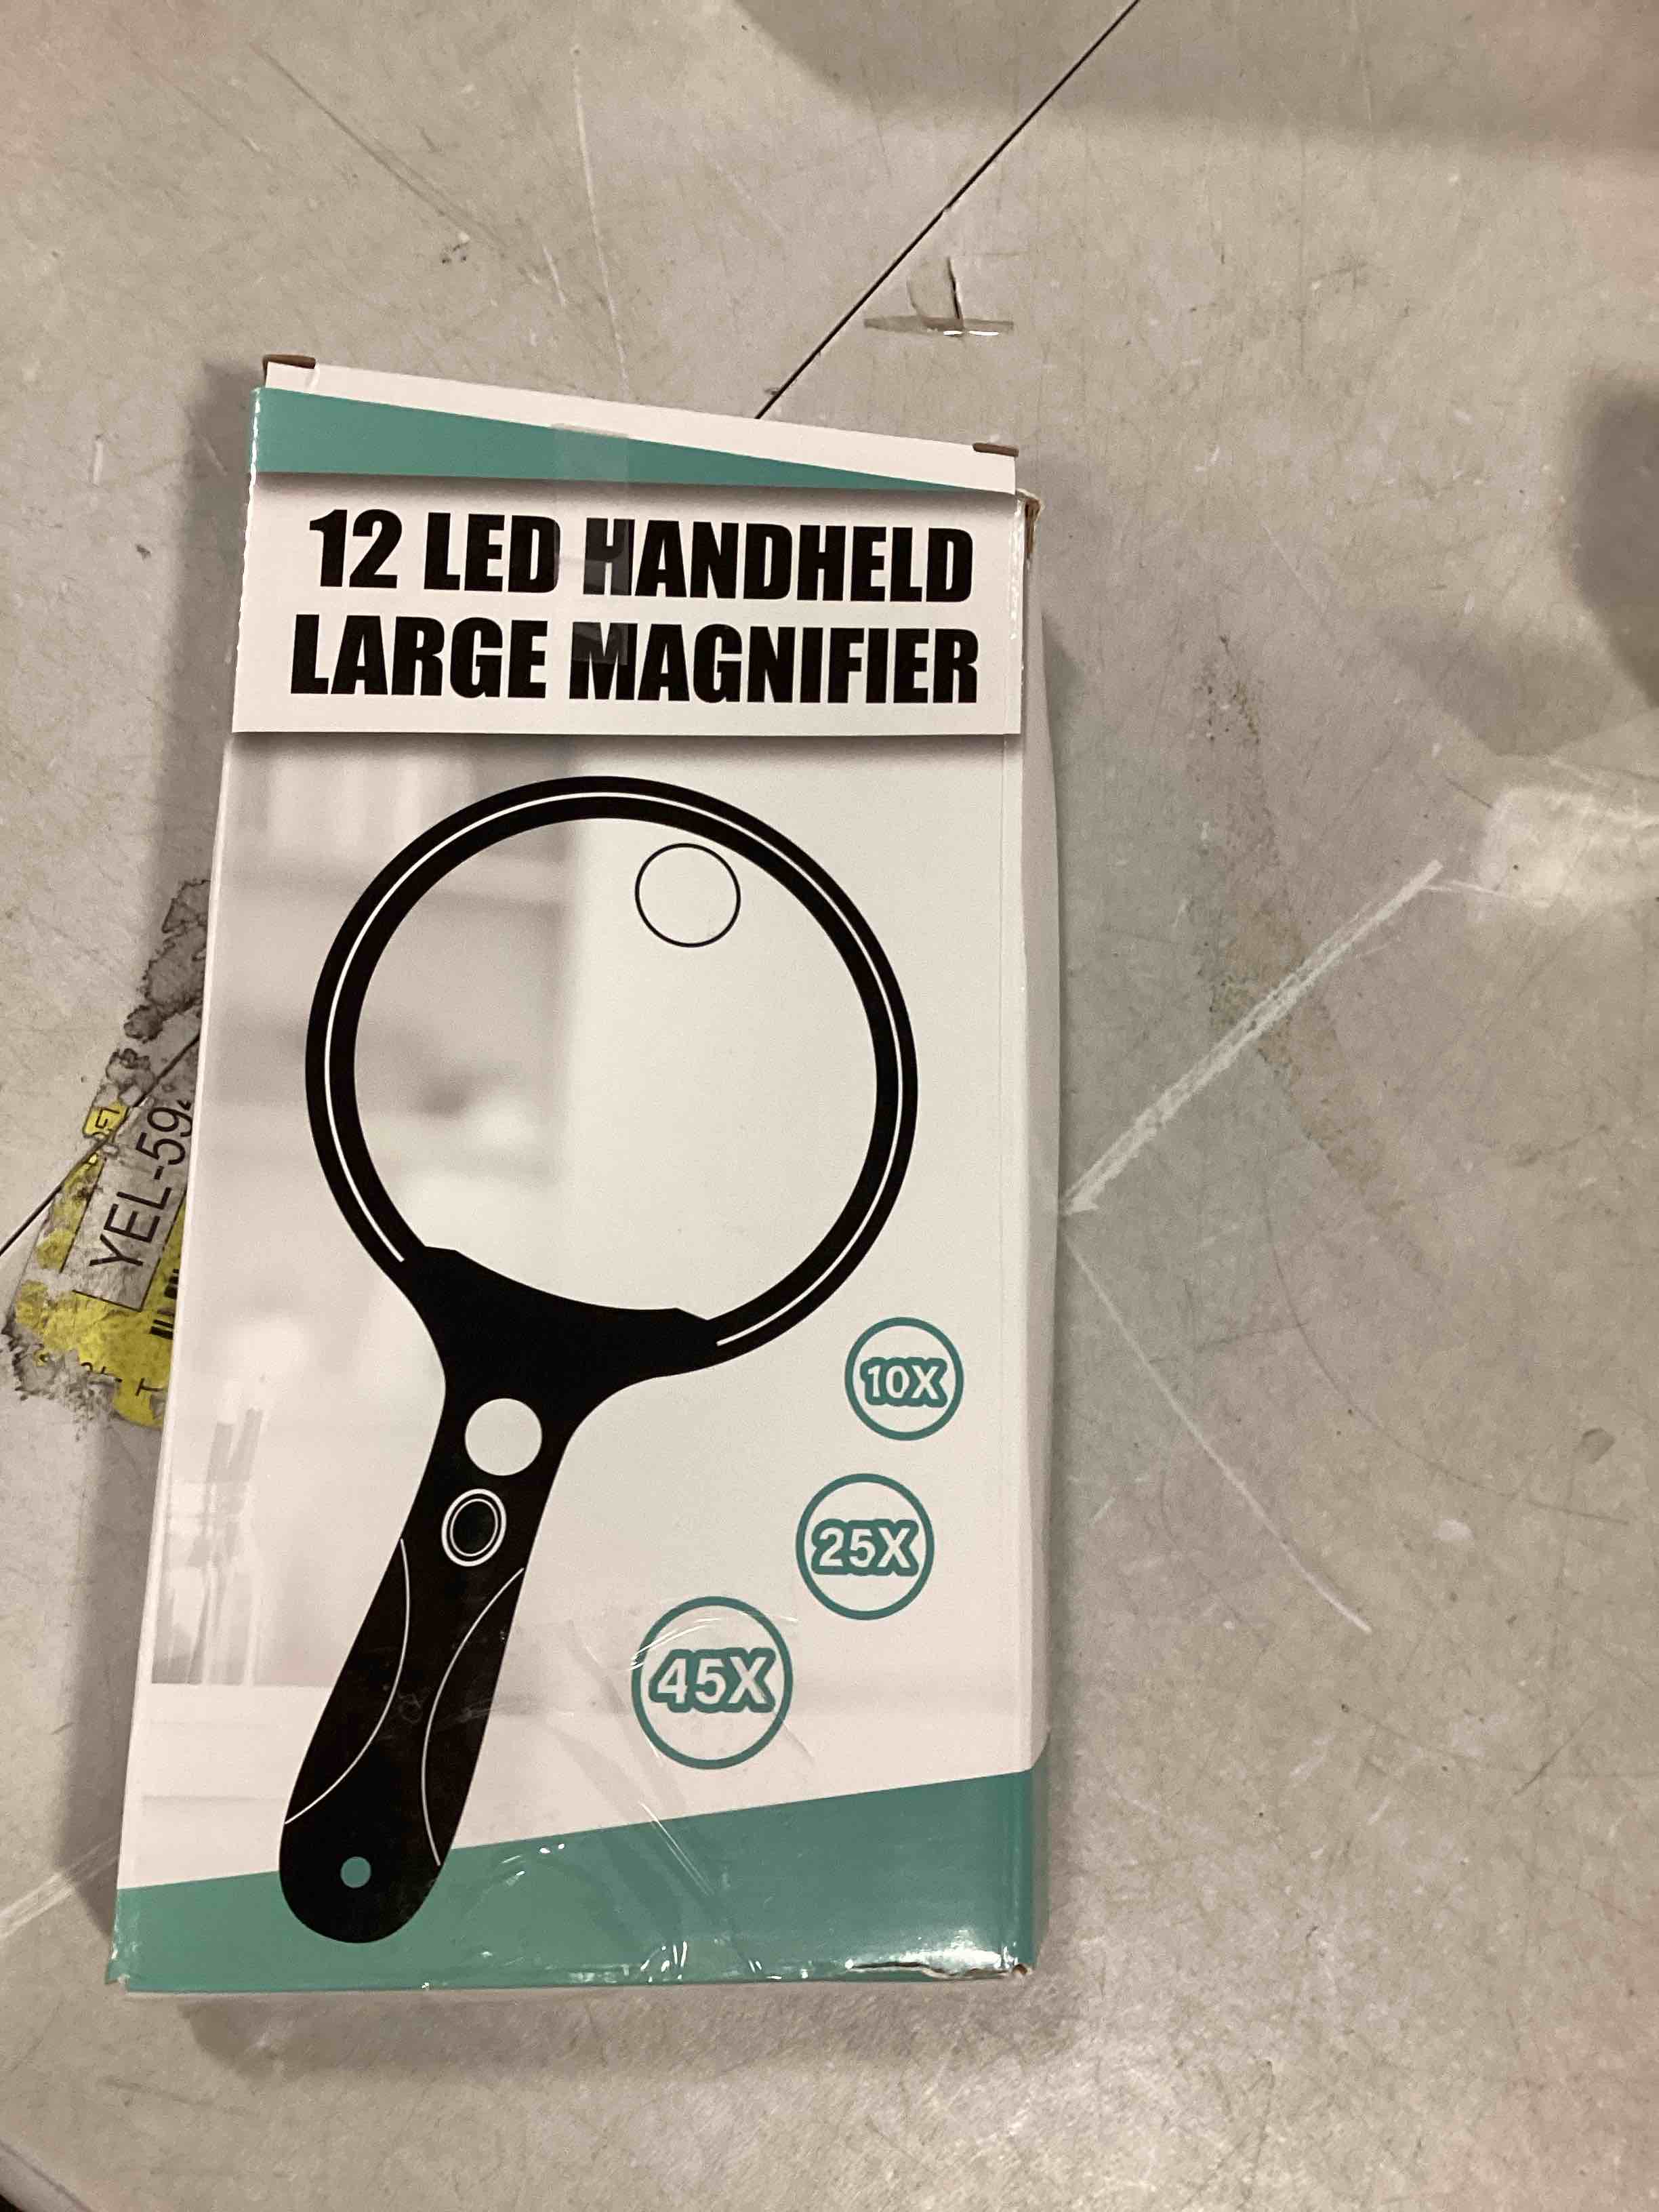 12 LED HANDHELD
LARGE MAGNIFIER
10X
25X
45X
YEL-59